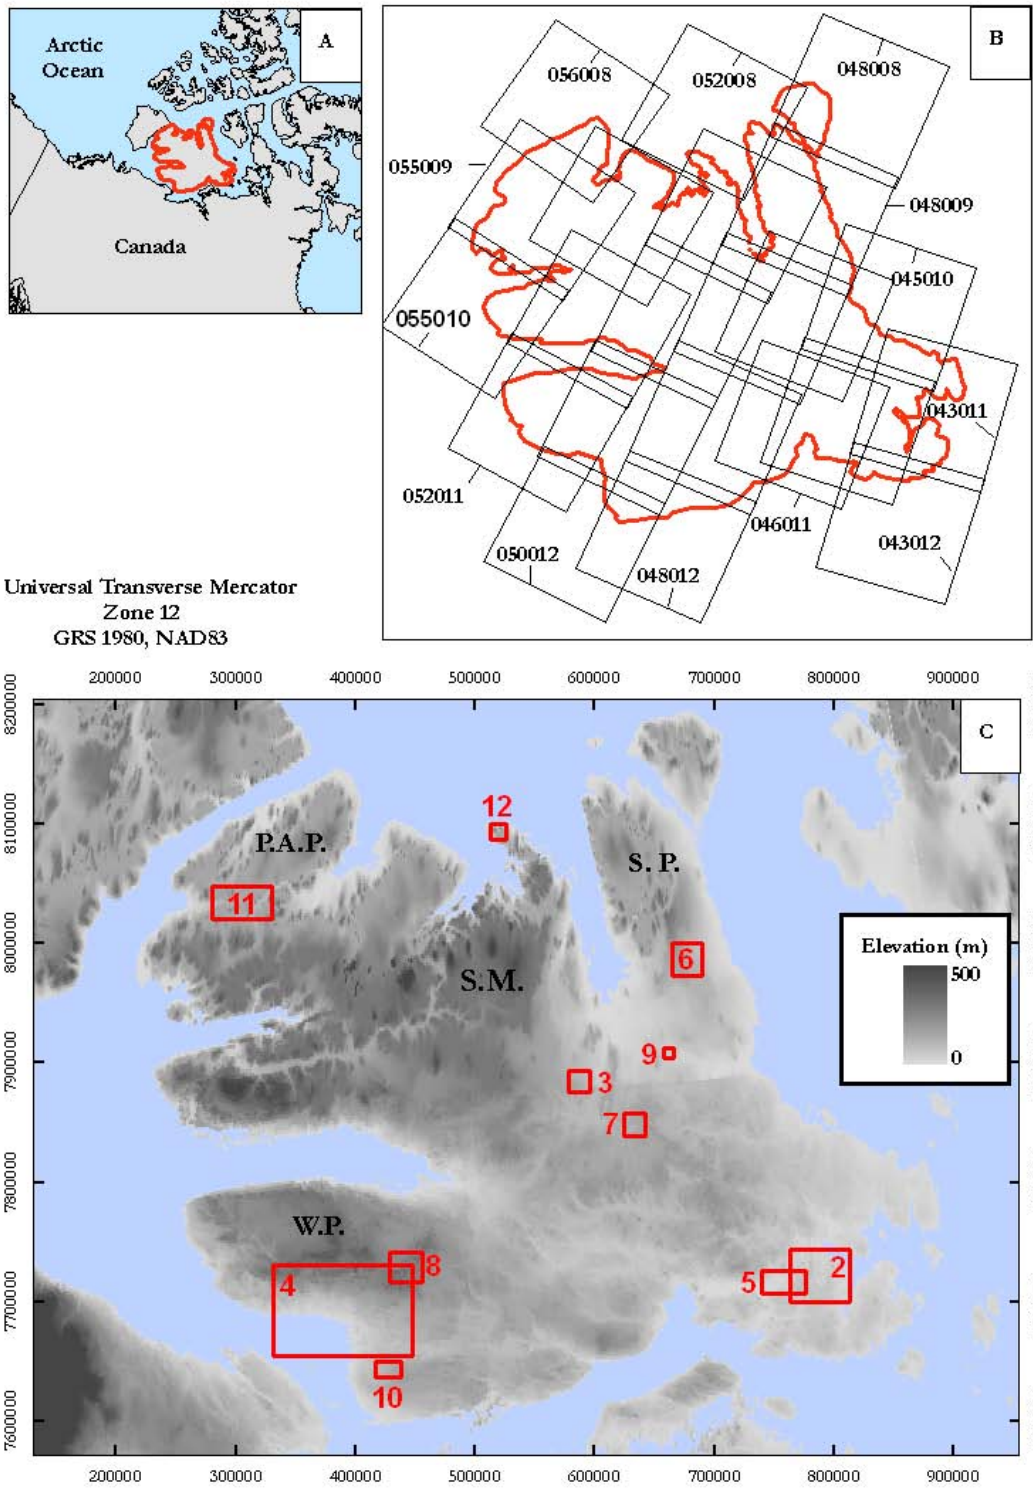 A
Arctic
Ocean
Canada
B
056008
052008
048008
055009
048009
045010
055010
043011
052011
046011
043012
050012
048012
Universal Transverse Mercator
Zone 12
GRS 1980, NAD83
200000 300000 400000 500000 600000 700000 800000 900000
8200000
8100000
8000000
7900000
7800000
7700000
7600000
C
12
P.A.P.
S. P.
11
Elevation (m)
500
0
6
S.M.
9
3
7
W.P.
8
4
2
5
10
200000 300000 400000 500000 600000 700000 800000 900000